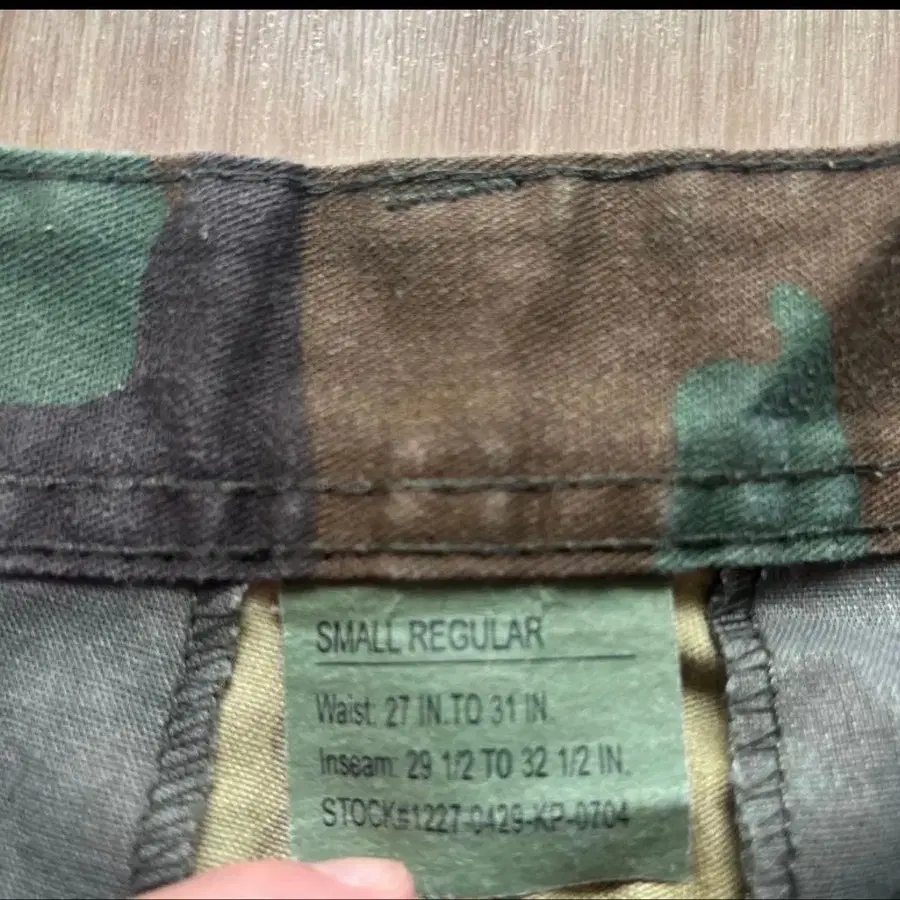 SMALL REGULAR
Waist: 27 IN.TO 31 IN.
Inseam: 29 1/2 TO 32 1/2 IN.
STOCK#1227-0429-KP-0704